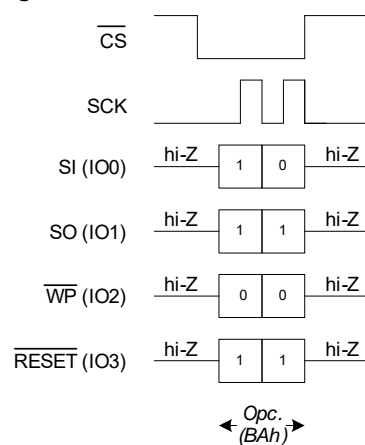 CS
SCK
hi-Z hi-Z
SI (IO0) 1 0
hi-Z hi-Z
SO (IO1) 1 1
hi-Z hi-Z
WP (IO2) 0 0
hi-Z hi-Z
RESET (IO3) 1 1
Opc.
(BAh)